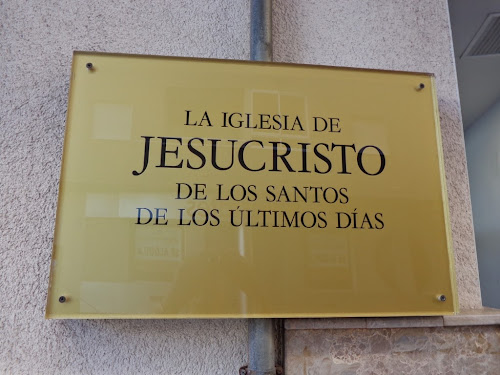 LA IGLESIA DE
JESUCRISTO
DE LOS SANTOS
DE LOS ÚLTIMOS DÍAS